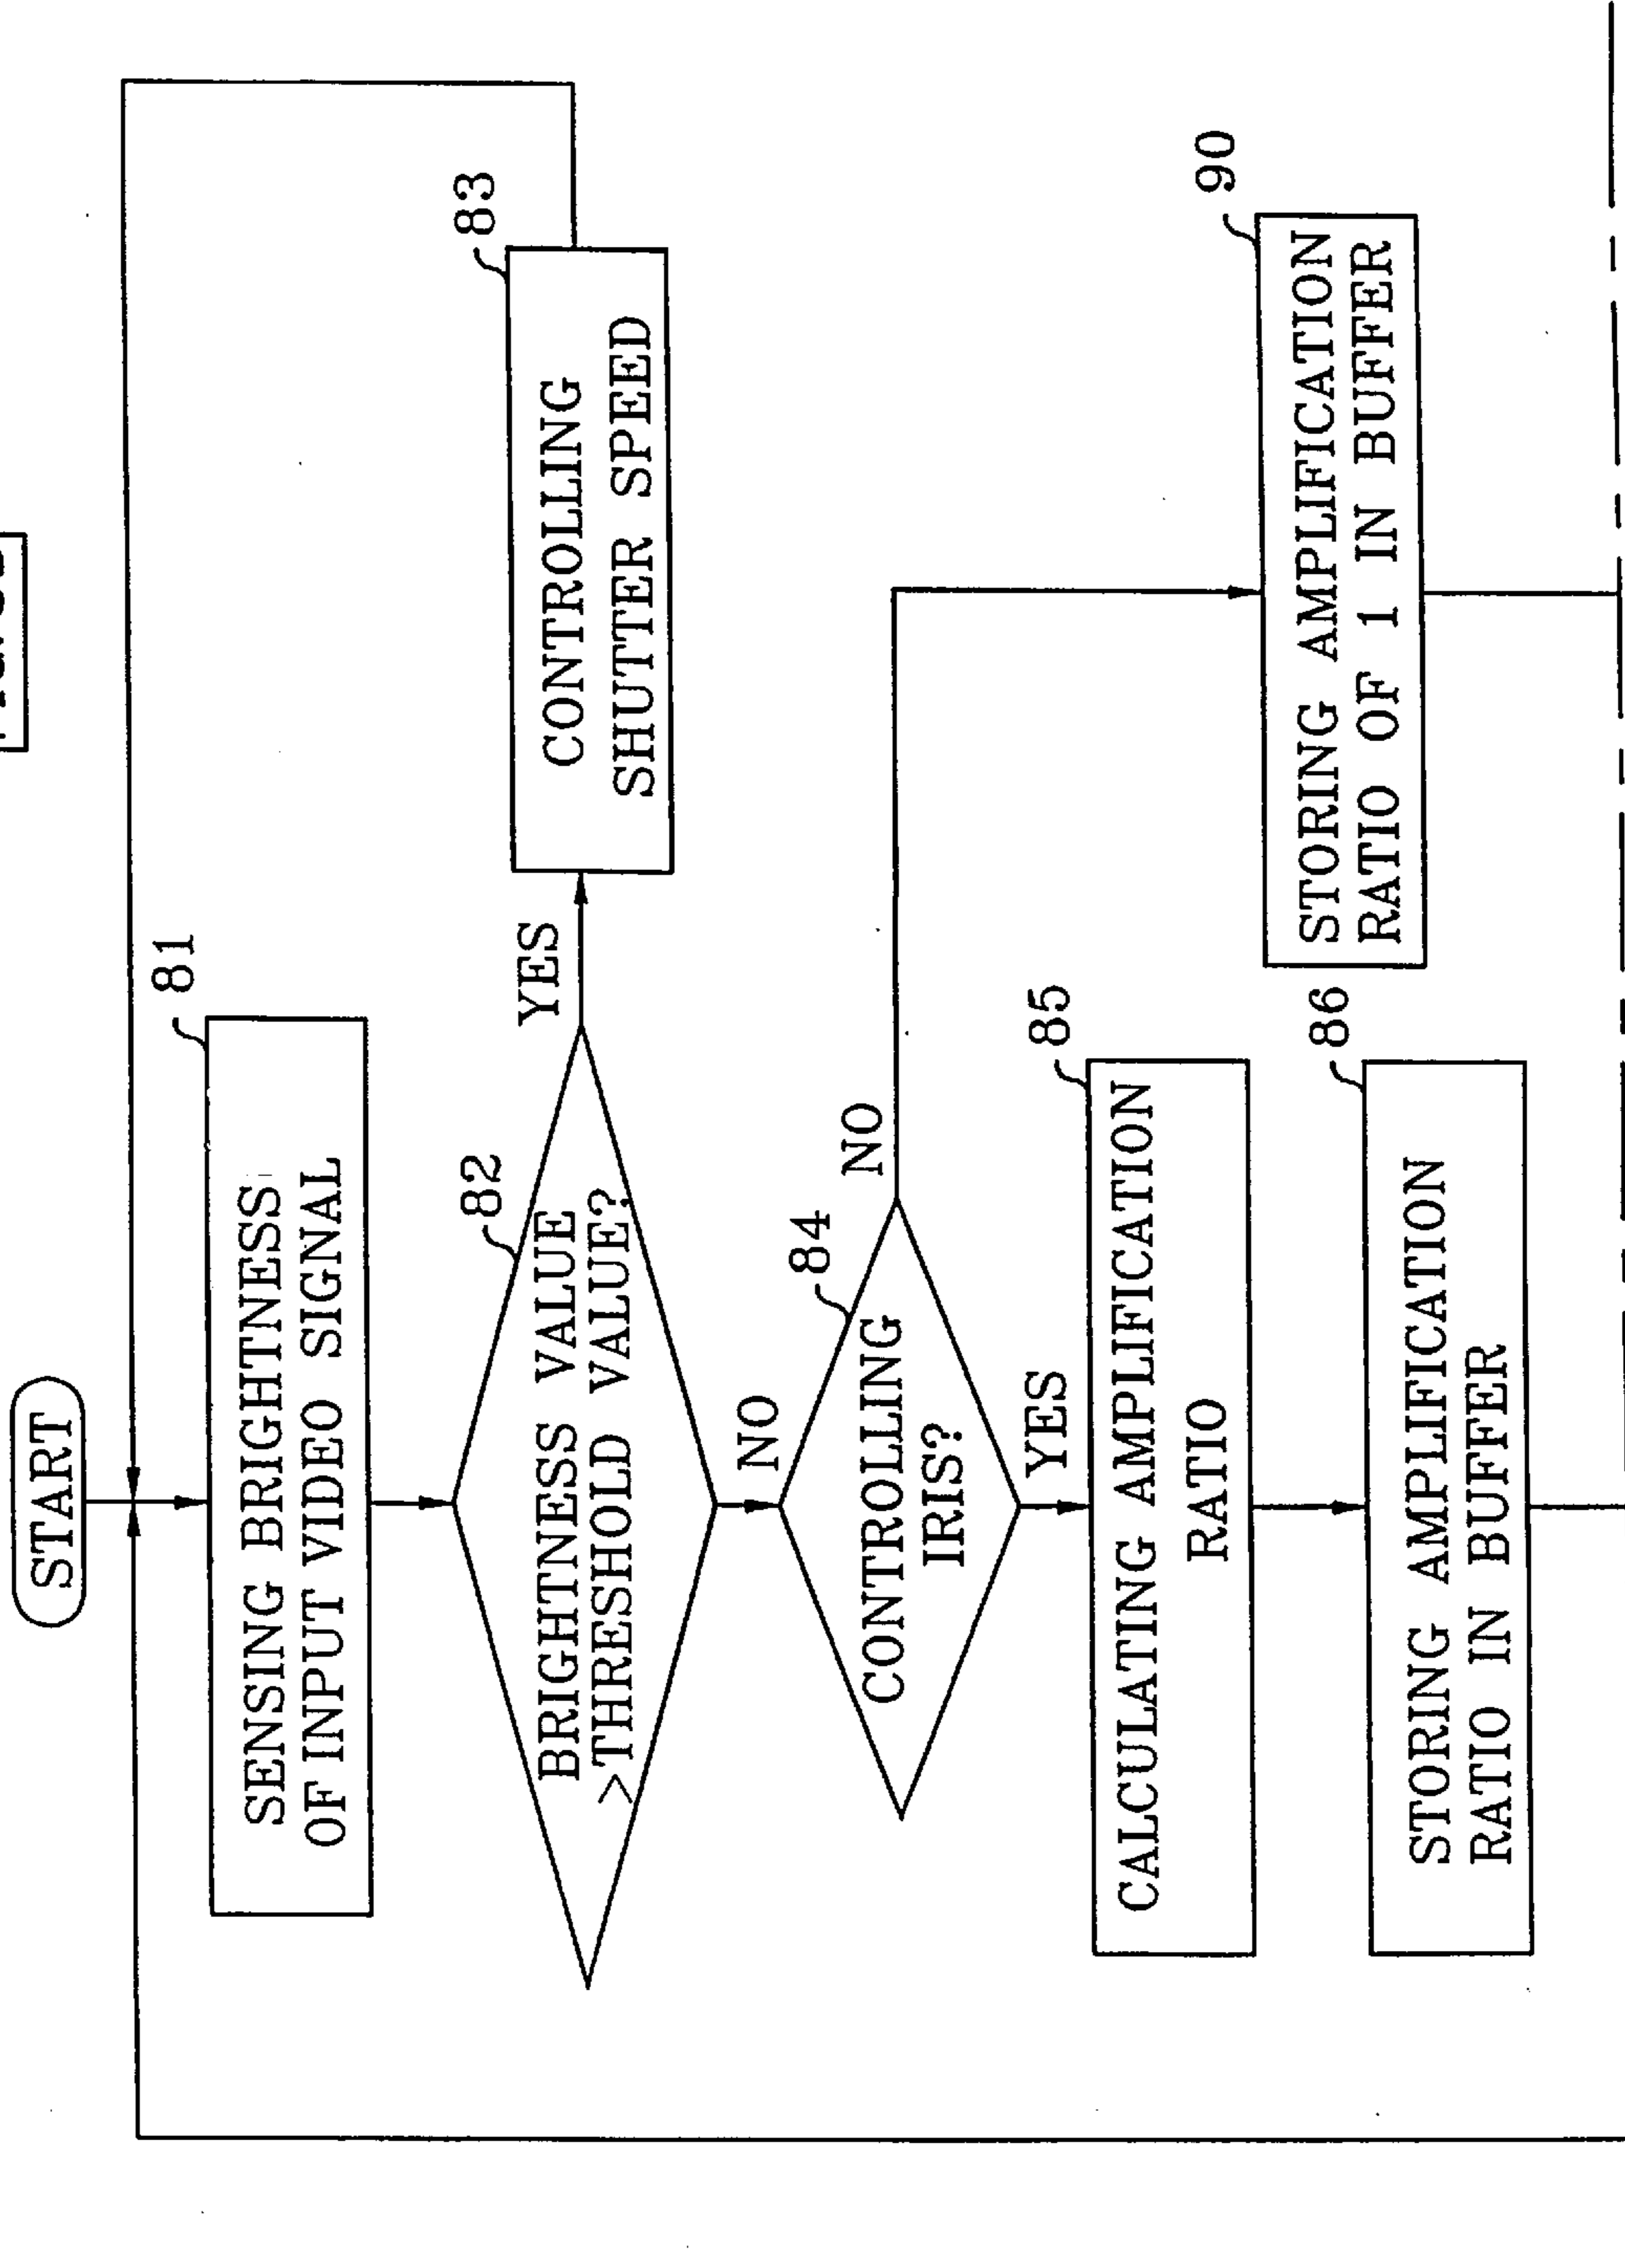 START
81
SENSING BRIGHTNESS
OF INPUT VIDEO SIGNAL
82
BRIGHTNESS VALUE
>THRESHOLD VALUE?
YES
83
CONTROLLING
SHUTTER SPEED
NO
84
CONTROLLING
IRIS?
NO
YES
85
CALCULATING AMPLIFICATION
RATIO
86
STORING AMPLIFICATION
RATIO IN BUFFER
90
STORING AMPLIFICATION
RATIO OF 1 IN BUFFER